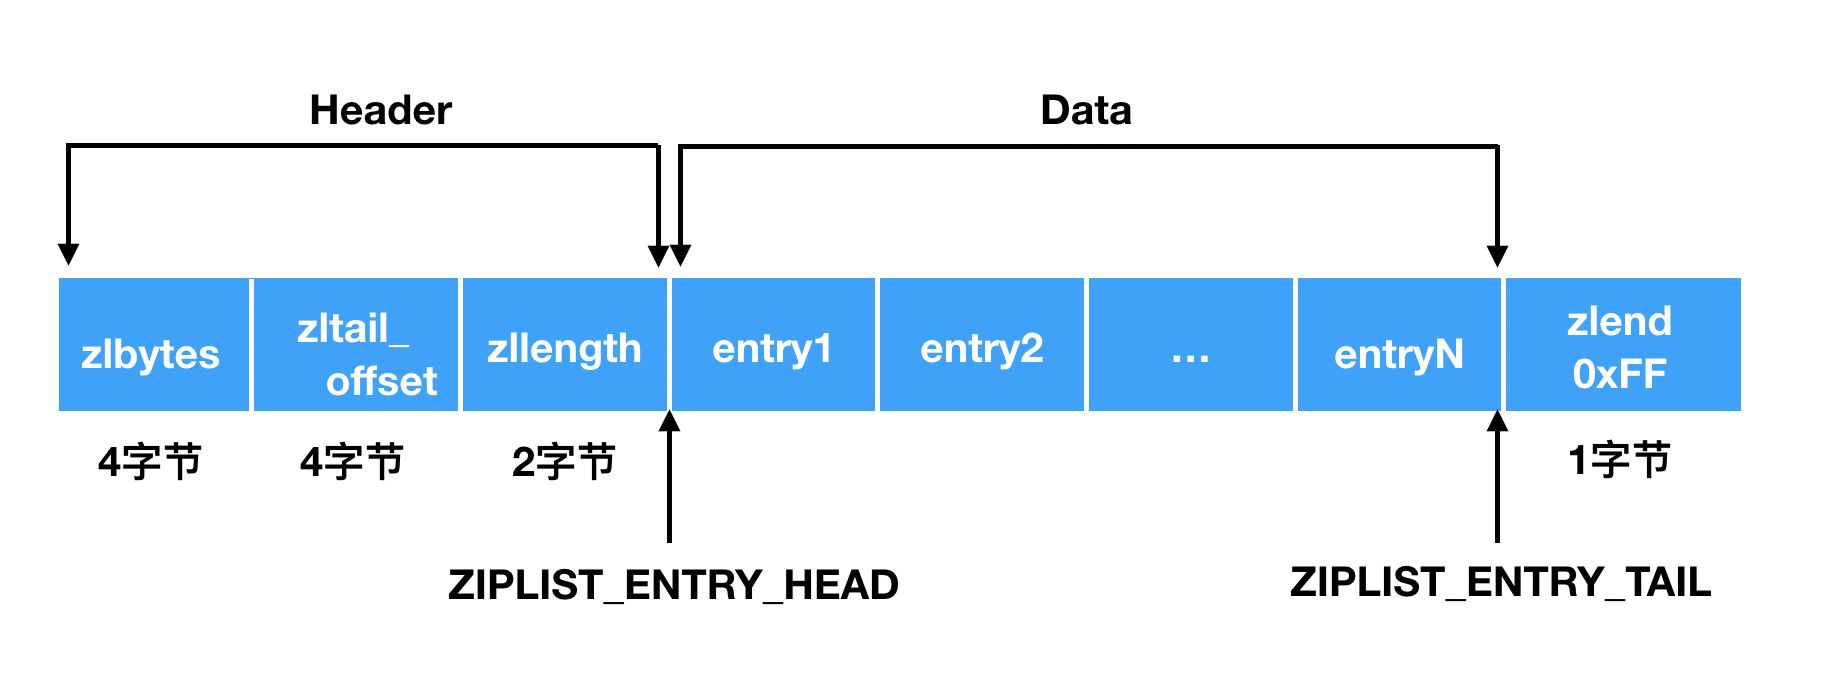 Header
Data
zlbytes
zltail_
offset
zllength
entry1
entry2
...
entryN
zlend
0xFF
4字节
4字节
2字节
1字节
ZIPLIST_ENTRY_HEAD
ZIPLIST_ENTRY_TAIL